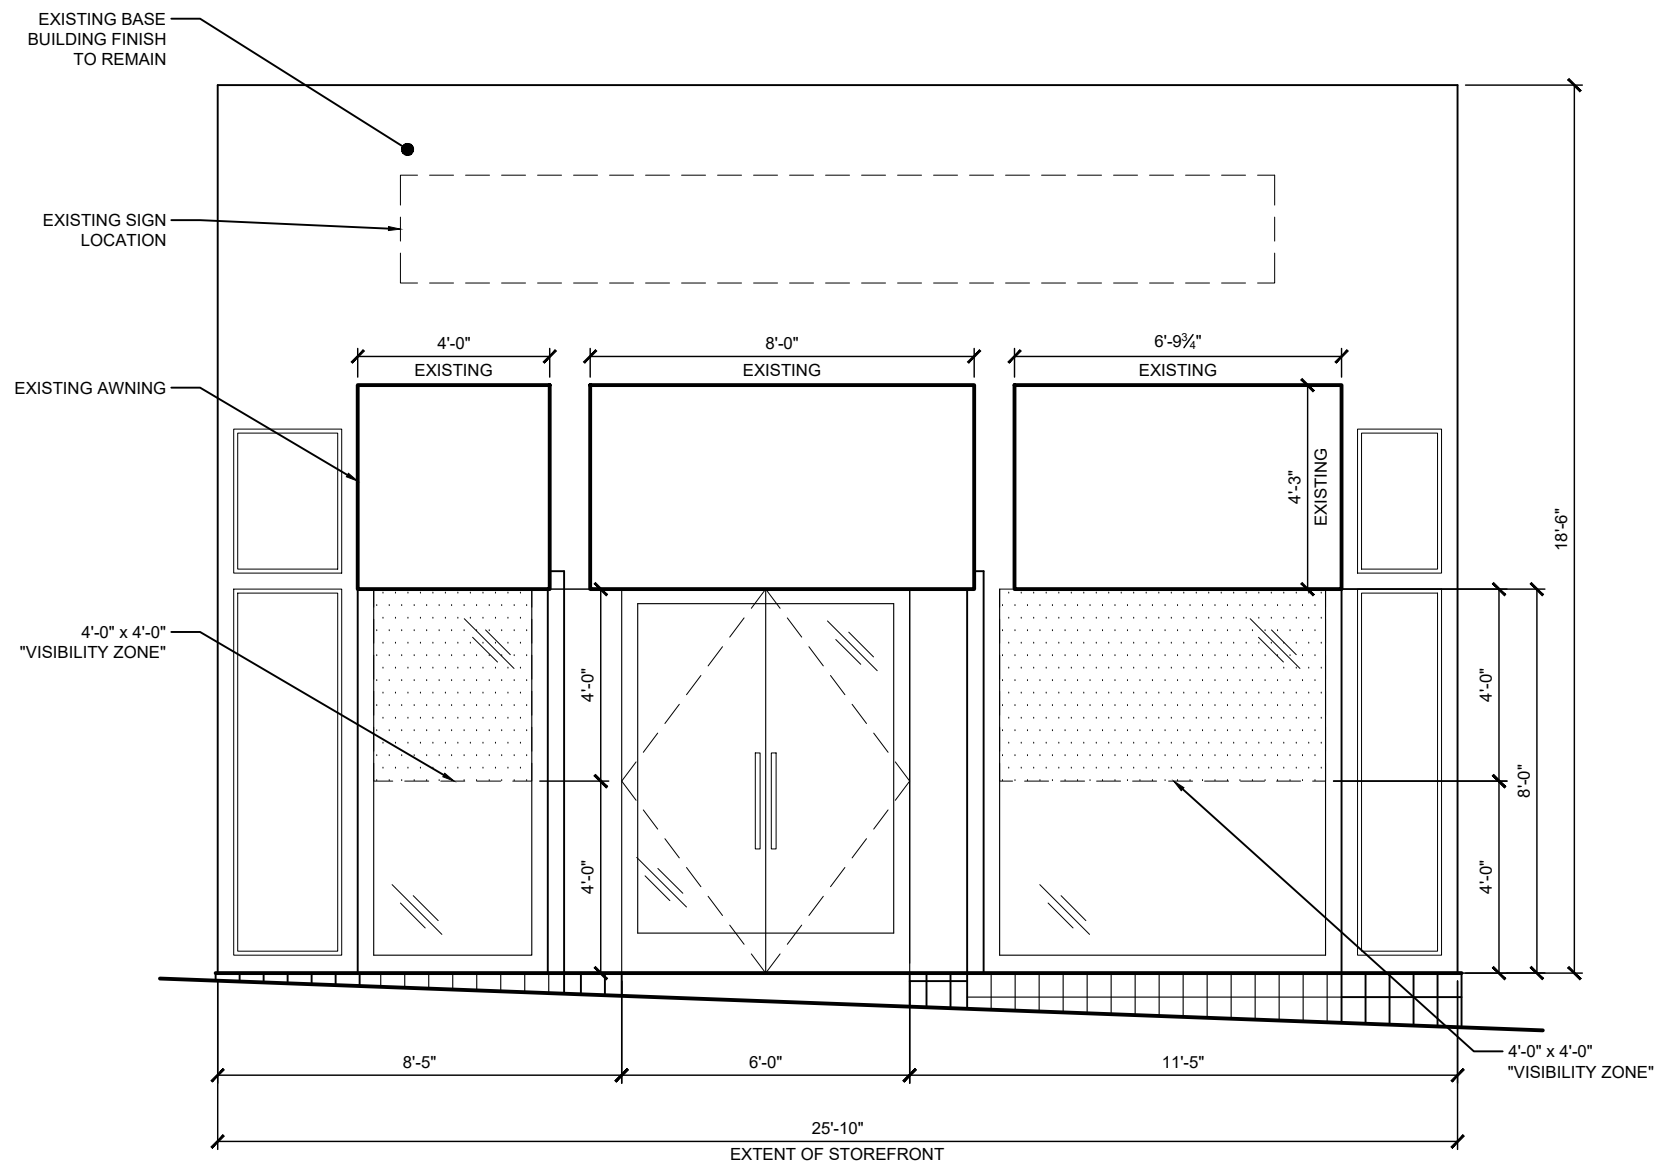 EXISTING BASE
BUILDING FINISH
TO REMAIN
EXISTING SIGN
LOCATION
4'-0"
EXISTING
8'-0"
EXISTING
6'-9¾"
EXISTING
EXISTING AWNING
4'-3"
EXISTING
18'-6"
4'-0" x 4'-0"
"VISIBILITY ZONE"
4'-0"
4'-0"
4'-0"
4'-0"
8'-0"
4'-0" x 4'-0"
"VISIBILITY ZONE"
8'-5"
6'-0"
11'-5"
25'-10"
EXTENT OF STOREFRONT